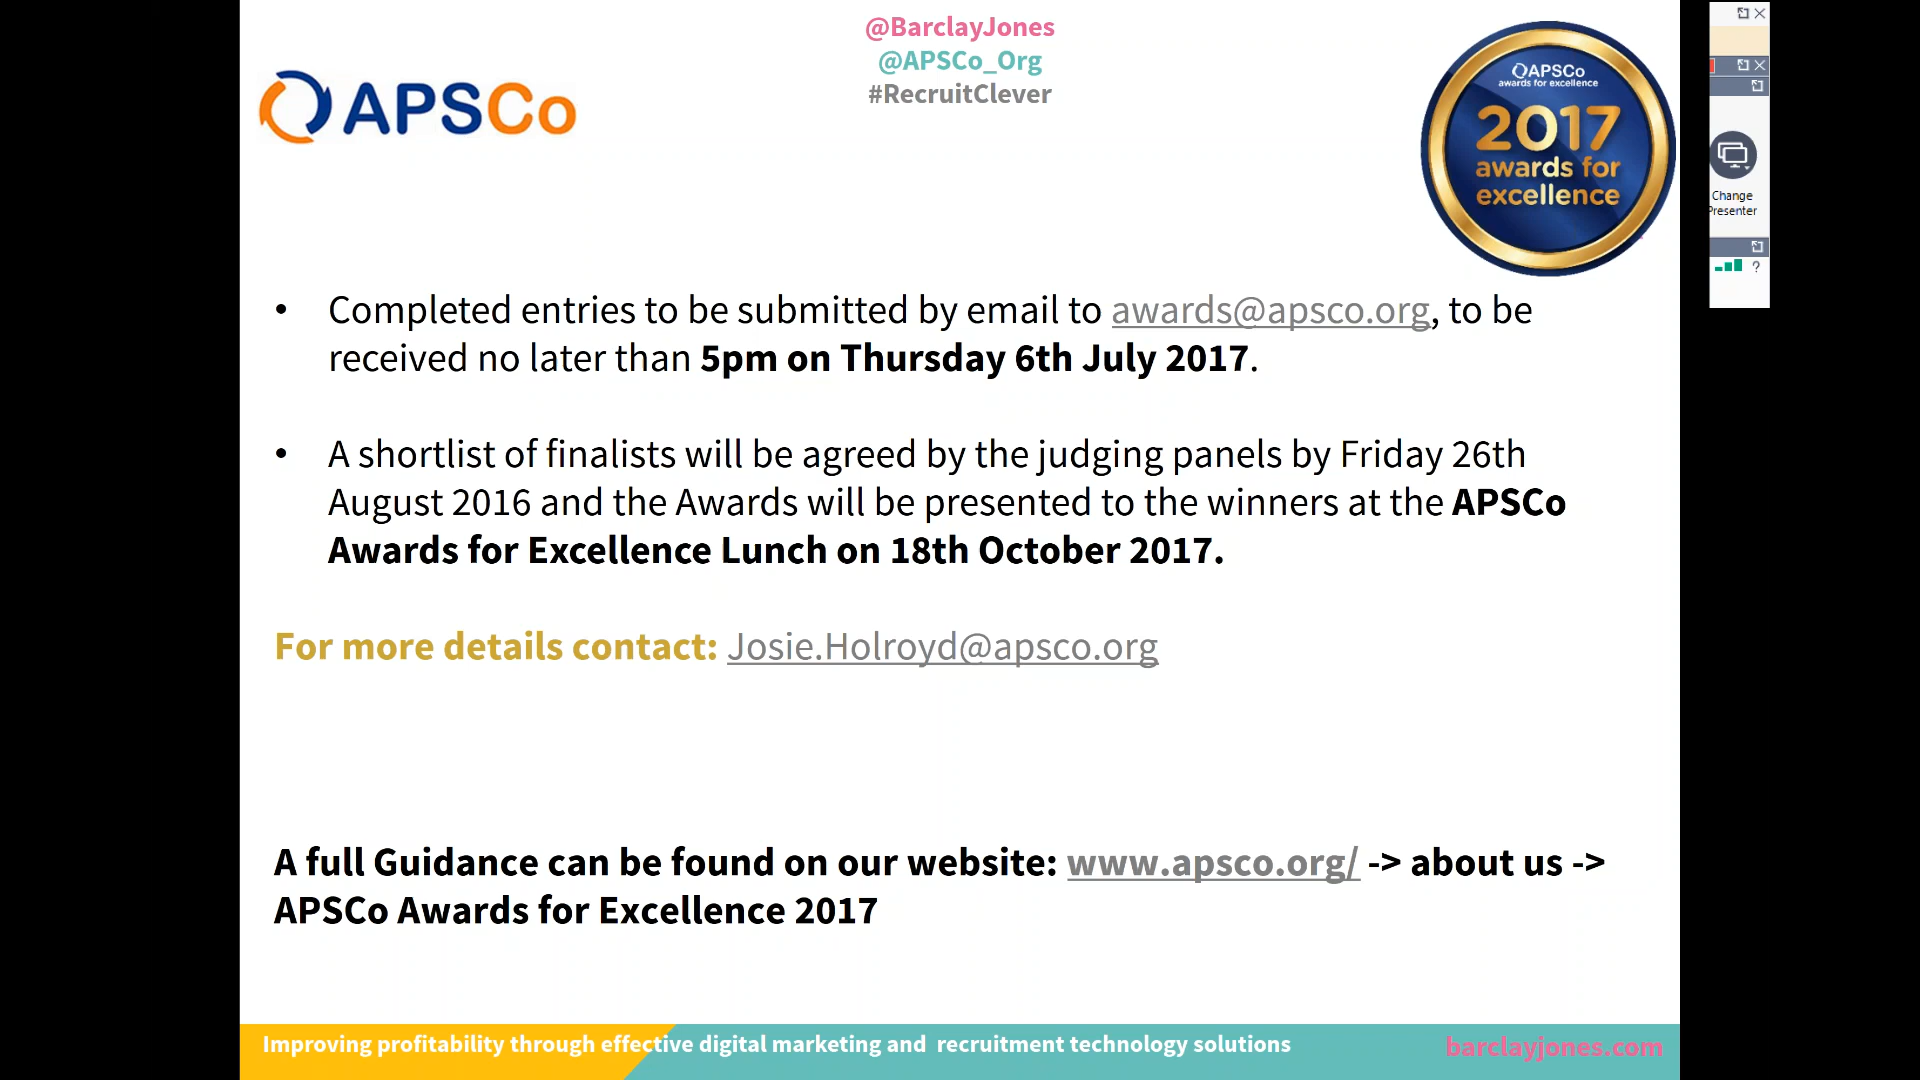 @BarclayJones
@APSCo_Org
#RecruitClever
APSCo
APSCo
awards for excellence
2017
awards for
excellence
Change
Presenter
?
• Completed entries to be submitted by email to awards@apsco.org, to be
received no later than 5pm on Thursday 6th July 2017.
• A shortlist of finalists will be agreed by the judging panels by Friday 26th
August 2016 and the Awards will be presented to the winners at the APSCo
Awards for Excellence Lunch on 18th October 2017.
For more details contact: Josie.Holroyd@apsco.org
A full Guidance can be found on our website: www.apsco.org/ -> about us ->
APSCo Awards for Excellence 2017
Improving profitability through effective digital marketing and recruitment technology solutions
barclayjones.com